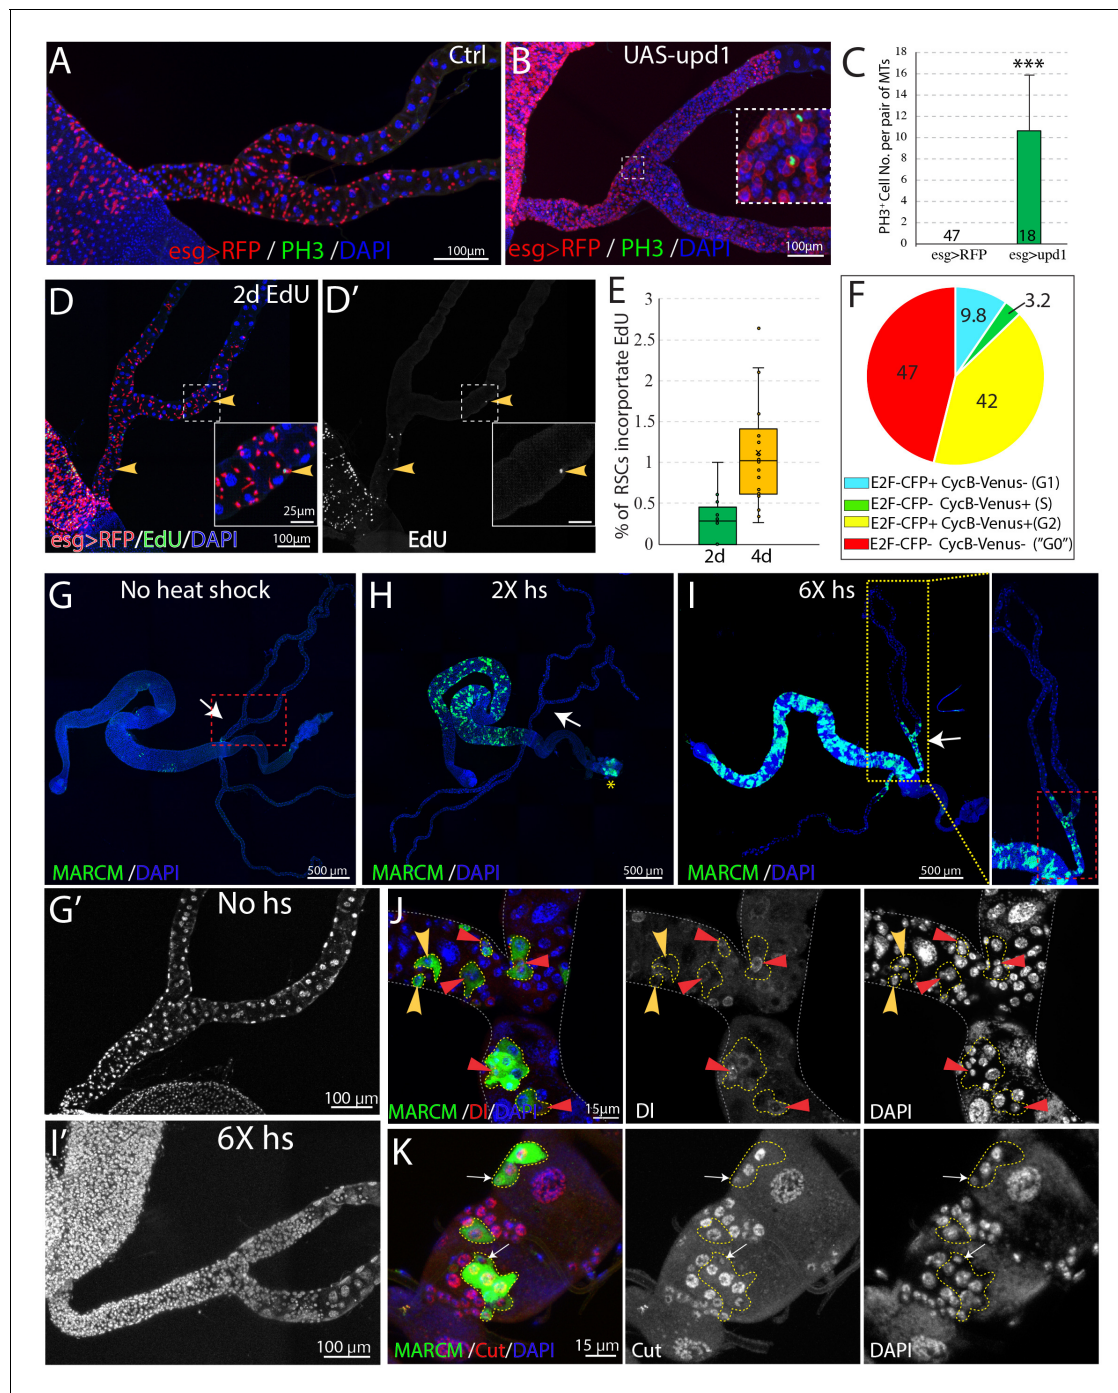 A
Ctrl
esg>RFP / PH3/DAPI
100µm
B
UAS-upd1
esg>RFP / PH3 /DAPI
100µm
C
PH3+Cell No. per pair of MTs
18
16
14
12
10
8
6
4
2
0
***
47
18
esg>RFP
esg>upd1
D
2d EdU
25µm
esg>RFP/EdU/DAPI
100µm
D'
EdU
E
% of RSCs incorportate EdU
3
2.5
2
1.5
1
0.5
0
2d
4d
F
9.8
3.2
42
47
E2F-CFP+ CycB-Venus- (G1)
E2F-CFP- CycB-Venus+ (S)
E2F-CFP+ CycB-Venus+(G2)
E2F-CFP- CycB-Venus- ("G0")
G
No heat shock
MARCM /DAPI
500 µm
H
2X hs
*
MARCM /DAPI
500 µm
I
6X hs
MARCM /DAPI
500 µm
G'
No hs
100 µm
I'
6X hs
100 µm
J
MARCM /Dl/DAPI
15µm
Dl
DAPI
K
MARCM /Cut/DAPI
15 µm
Cut
DAPI